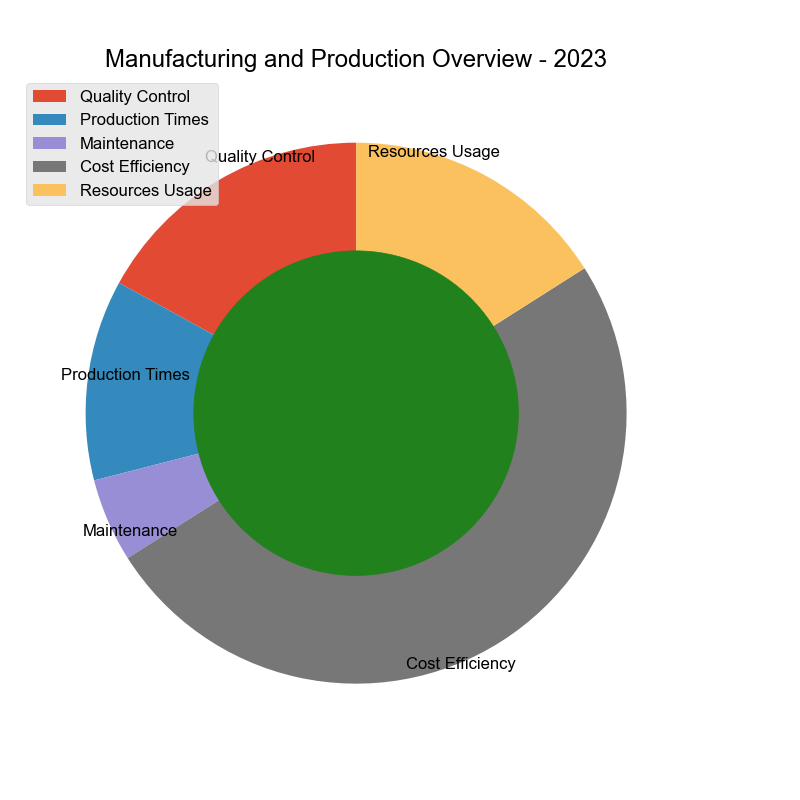 Manufacturing and Production Overview - 2023
Quality Control
Production Times
Maintenance
Cost Efficiency
Resources Usage
Quality Control
Resources Usage
Production Times
Maintenance
Cost Efficiency